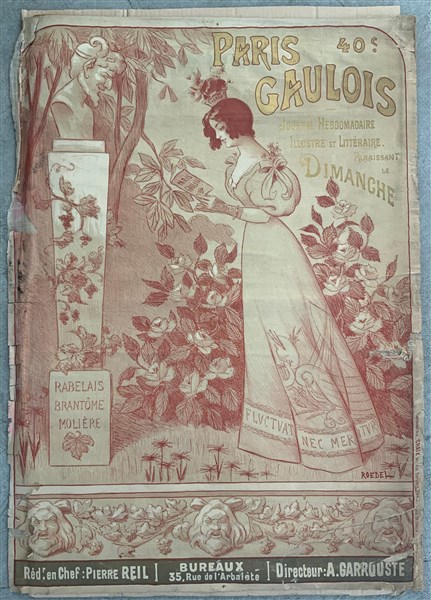 PARIS
40c.
GAULOIS
JOURNAL HEBDOMADAIRE
ILLUSTRÉ ET LITTÉRAIRE.
PARAISSANT
LE
DIMANCHE
RABELAIS
BRANTÔME
MOLIÈRE
FLVCTVAT NEC MER TVR
ROEDEL
Réd.r en Chef: PIERRE REIL
BUREAUX
35, Rue de l'Arbalète
Directeur: A. GARROUSTE